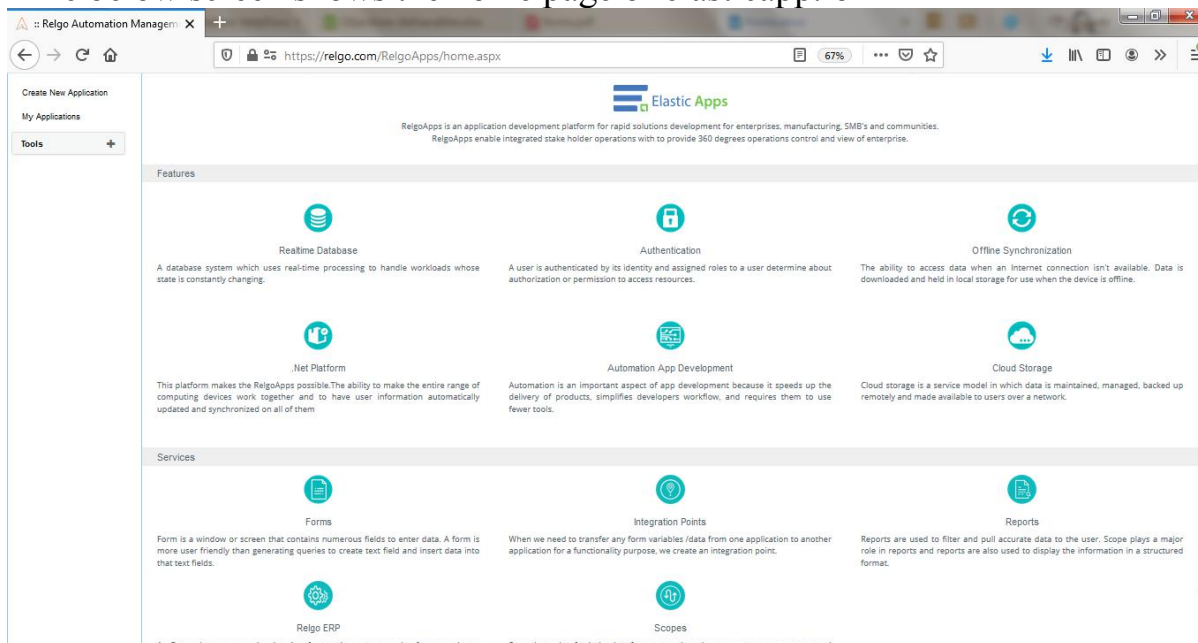 :: Relgo Automation Managem
https://relgo.com/RelgoApps/home.aspx
67%
Create New Application
My Applications
Tools +
Elastic Apps
RelgoApps is an application development platform for rapid solutions development for enterprises, manufacturing, SMB's and communities.
RelgoApps enable integrated stake holder operations with to provide 360 degrees operations control and view of enterprise.
Features
Realtime Database
A database system which uses real-time processing to handle workloads whose
state is constantly changing.
Authentication
A user is authenticated by its identity and assigned roles to a user determine about
authorization or permission to access resources.
Offline Synchronization
The ability to access data when an Internet connection isn't available. Data is
downloaded and held in local storage for use when the device is offline.
.Net Platform
This platform makes the RelgoApps possible.The ability to make the entire range of
computing devices work together and to have user information automatically
updated and synchronized on all of them
Automation App Development
Automation is an important aspect of app development because it speeds up the
delivery of products, simplifies developers workflow, and requires them to use
fewer tools.
Cloud Storage
Cloud storage is a service model in which data is maintained, managed, backed up
remotely and made available to users over a network.
Services
Forms
Form is a window or screen that contains numerous fields to enter data. A form is
more user friendly than generating queries to create text field and insert data into
that text fields.
Integration Points
When we need to transfer any form variables /data from one application to another
application for a functionality purpose, we create an integration point.
Reports
Reports are used to filter and pull accurate data to the user. Scope plays a major
role in reports and reports are also used to display the information in a structured
format.
Relgo ERP
Scopes